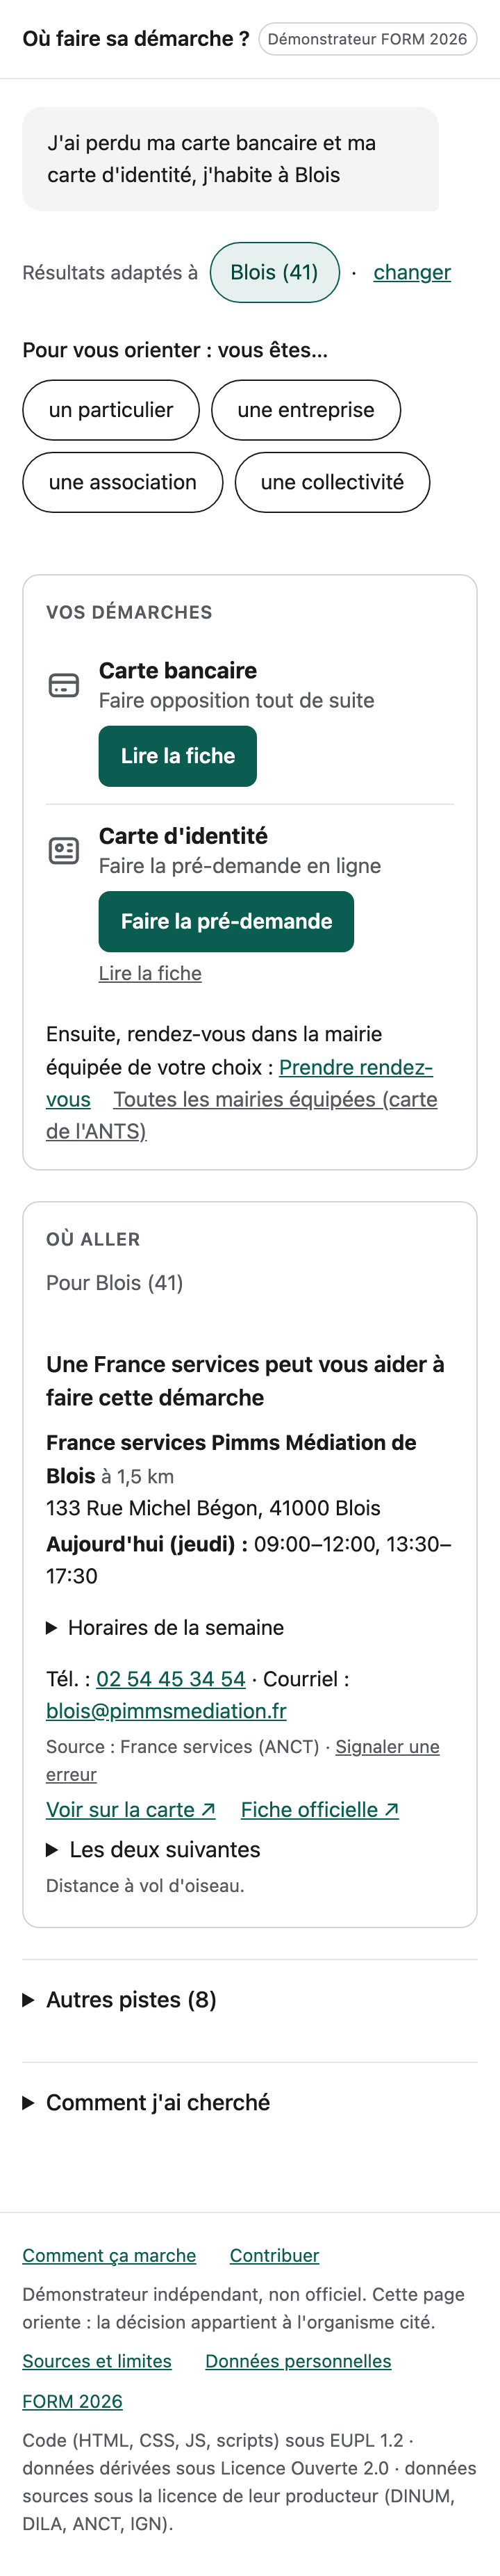 Où faire sa démarche ?
Démonstrateur FORM 2026
J'ai perdu ma carte bancaire et ma
carte d'identité, j'habite à Blois
Résultats adaptés à Blois (41) · changer
Pour vous orienter : vous êtes...
un particulier
une entreprise
une association
une collectivité
VOS DÉMARCHES
Carte bancaire
Faire opposition tout de suite
Lire la fiche
Carte d'identité
Faire la pré-demande en ligne
Faire la pré-demande
Lire la fiche
Ensuite, rendez-vous dans la mairie
équipée de votre choix : Prendre rendez-
vous Toutes les mairies équipées (carte
de l'ANTS)
OÙ ALLER
Pour Blois (41)
Une France services peut vous aider à
faire cette démarche
France services Pimms Médiation de
Blois à 1,5 km
133 Rue Michel Bégon, 41000 Blois
Aujourd'hui (jeudi) : 09:00–12:00, 13:30–
17:30
▶ Horaires de la semaine
Tél. : 02 54 45 34 54 · Courriel :
blois@pimmsmediation.fr
Source : France services (ANCT) · Signaler une
erreur
Voir sur la carte ↗ Fiche officielle ↗
▶ Les deux suivantes
Distance à vol d'oiseau.
▶ Autres pistes (8)
▶ Comment j'ai cherché
Comment ça marche Contribuer
Démonstrateur indépendant, non officiel. Cette page
oriente : la décision appartient à l'organisme cité.
Sources et limites Données personnelles
FORM 2026
Code (HTML, CSS, JS, scripts) sous EUPL 1.2 ·
données dérivées sous Licence Ouverte 2.0 · données
sources sous la licence de leur producteur (DINUM,
DILA, ANCT, IGN).